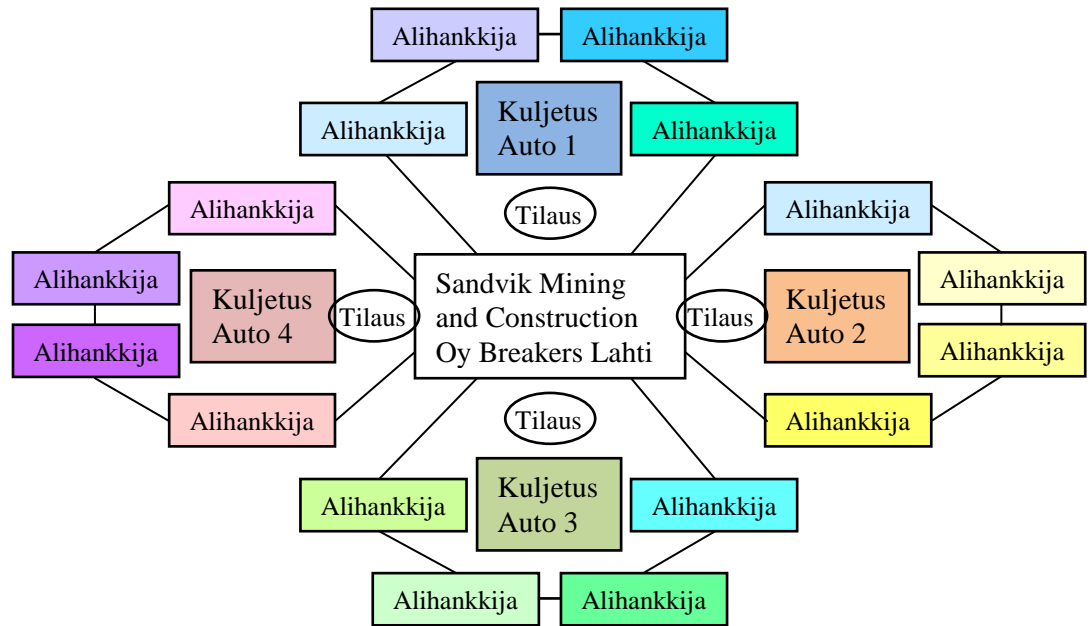 Alihankkija
Alihankkija
Alihankkija
Kuljetus
Auto 1
Alihankkija
Alihankkija
Tilaus
Alihankkija
Alihankkija
Kuljetus
Auto 4
Tilaus
Sandvik Mining
and Construction
Oy Breakers Lahti
Tilaus
Kuljetus
Auto 2
Alihankkija
Alihankkija
Alihankkija
Alihankkija
Tilaus
Alihankkija
Alihankkija
Kuljetus
Auto 3
Alihankkija
Alihankkija
Alihankkija